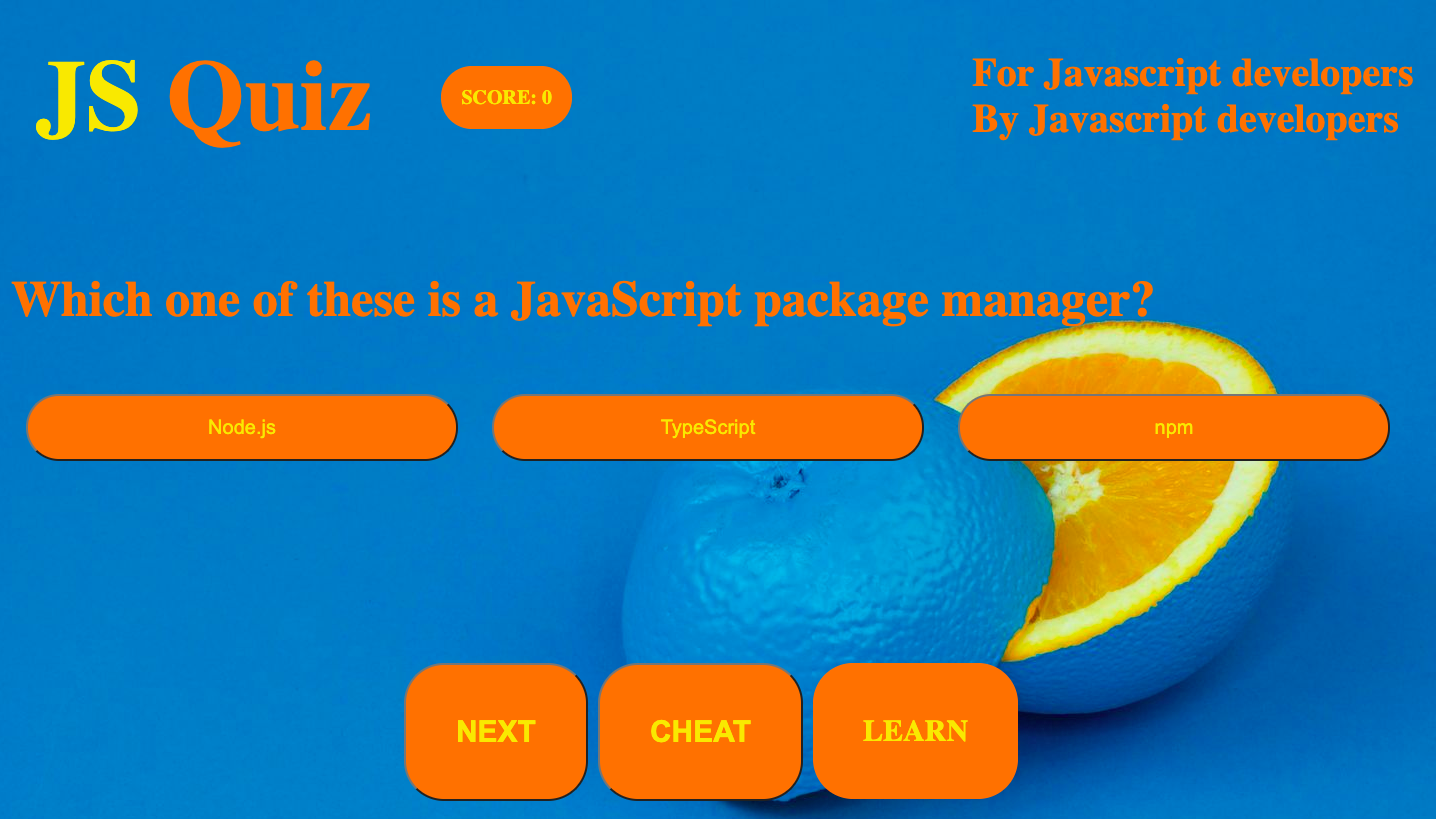 JS Quiz
SCORE: 0
For Javascript developers
By Javascript developers
Which one of these is a JavaScript package manager?
Node.js
TypeScript
npm
NEXT
CHEAT
LEARN